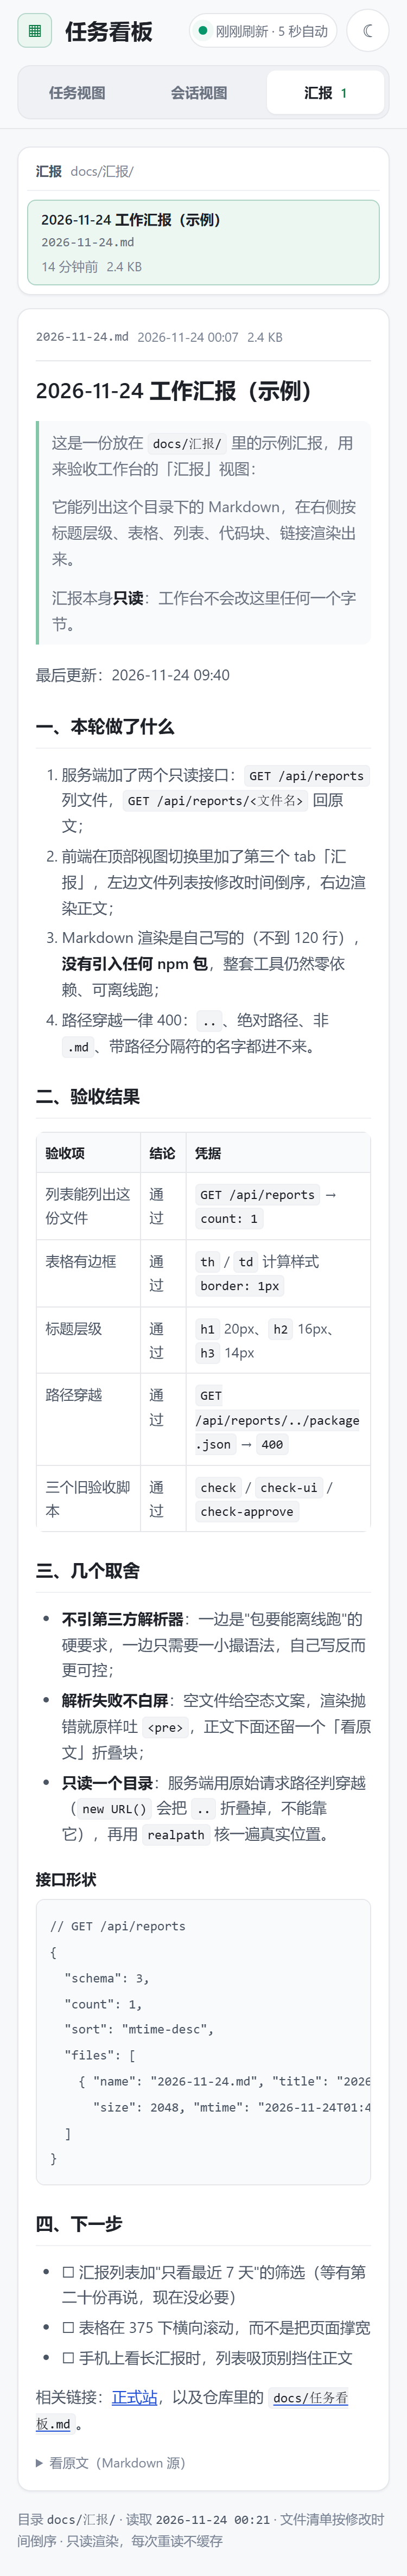 任务看板
刚刚刷新 · 5 秒自动
任务视图
会话视图
汇报 1
汇报 docs/汇报/
2026-11-24 工作汇报（示例）
2026-11-24.md
14 分钟前 2.4 KB
2026-11-24.md 2026-11-24 00:07 2.4 KB
2026-11-24 工作汇报（示例）
这是一份放在 docs/汇报/ 里的示例汇报，用
来验收工作台的「汇报」视图：
它能列出这个目录下的 Markdown，在右侧按
标题层级、表格、列表、代码块、链接渲染出
来。
汇报本身只读：工作台不会改这里任何一个字
节。
最后更新：2026-11-24 09:40
一、本轮做了什么
1. 服务端加了两个只读接口：GET /api/reports
列文件，GET /api/reports/<文件名> 回原
文；
2. 前端在顶部视图切换里加了第三个 tab「汇
报」，左边文件列表按修改时间倒序，右边渲
染正文；
3. Markdown 渲染是自己写的（不到 120 行），
没有引入任何 npm 包，整套工具仍然零依
赖、可离线跑；
4. 路径穿越一律 400：..、绝对路径、非
.md、带路径分隔符的名字都进不来。
二、验收结果
验收项 结论 凭据
列表能列出这
份文件
通
过
GET /api/reports →
count: 1
表格有边框
通
过
th / td 计算样式
border: 1px
标题层级
通
过
h1 20px、h2 16px、
h3 14px
路径穿越
通
过
GET
/api/reports/../package
.json → 400
三个旧验收脚
本
通
过
check / check-ui /
check-approve
三、几个取舍
• 不引第三方解析器：一边是"包要能离线跑"的
硬要求，一边只需要一小撮语法，自己写反而
更可控；
• 解析失败不白屏：空文件给空态文案，渲染抛
错就原样吐 <pre>，正文下面还留一个「看原
文」折叠块；
• 只读一个目录：服务端用原始请求路径判穿越
（new URL() 会把 .. 折叠掉，不能靠
它），再用 realpath 核一遍真实位置。
接口形状
// GET /api/reports
{
"schema": 3,
"count": 1,
"sort": "mtime-desc",
"files": [
{ "name": "2026-11-24.md", "title": "2026
"size": 2048, "mtime": "2026-11-24T01:4
]
}
四、下一步
• ☐ 汇报列表加"只看最近 7 天"的筛选（等有第
二十份再说，现在没必要）
• ☐ 表格在 375 下横向滚动，而不是把页面撑宽
• ☐ 手机上看长汇报时，列表吸顶别挡住正文
相关链接：正式站，以及仓库里的 docs/任务看
板.md。
▶ 看原文（Markdown 源）
目录 docs/汇报/ · 读取 2026-11-24 00:21 · 文件清单按修改时
间倒序 · 只读渲染，每次重读不缓存